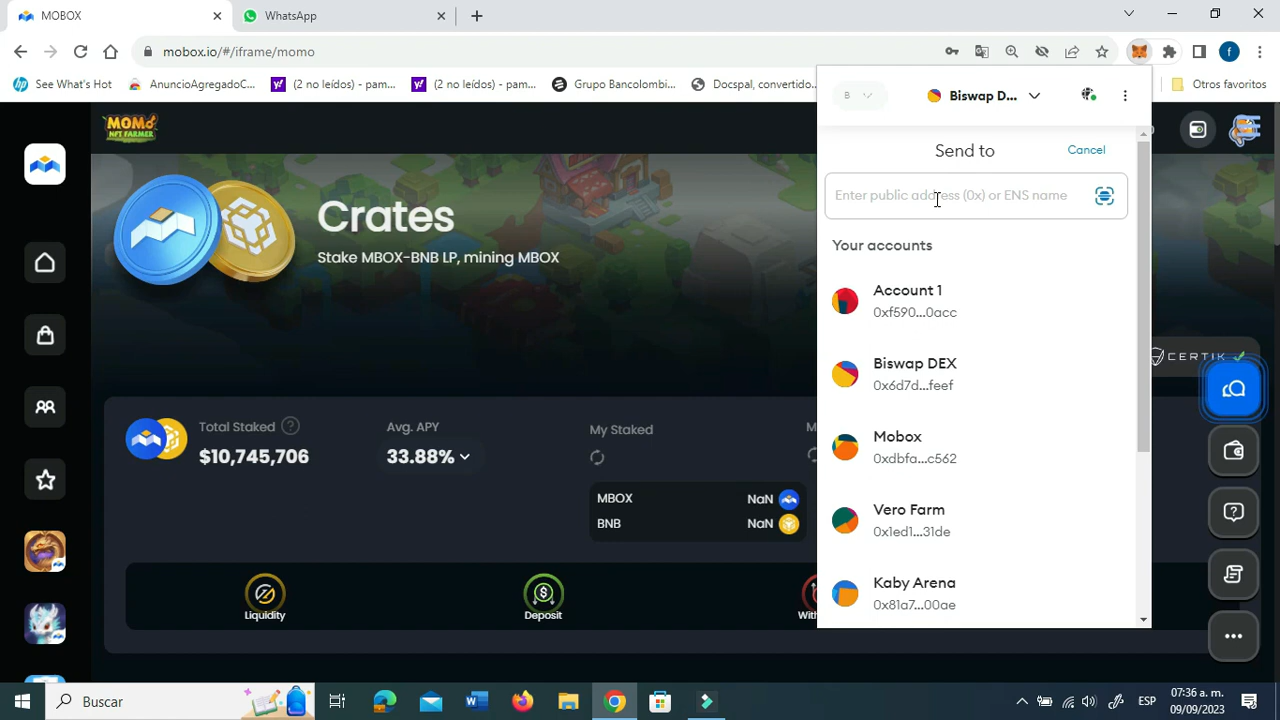 MOBOX
WhatsApp
mobox.io/#/iframe/momo
See What's Hot
AnuncioAgregadoC...
(2 no leídos) - pam...
(2 no leídos) - pam...
Grupo Bancolombi...
Docspal, convertido...
Otros favoritos
f
MOMO
NFT FARMER
Crates
Stake MBOX-BNB LP, mining MBOX
Total Staked ?
$10,745,706
Avg. APY
33.88%
My Staked
M
MBOX NaN
BNB NaN
Liquidity
Deposit
With
B
Biswap D...
Send to
Cancel
Enter public address (0x) or ENS name
Your accounts
Account 1
0xf590...0acc
Biswap DEX
0x6d7d...feef
Mobox
0xdbfa...c562
Vero Farm
0x1ed1...31de
Kaby Arena
0x81a7...00ae
CERTIK
Buscar
ESP
07:36 a. m.
09/09/2023